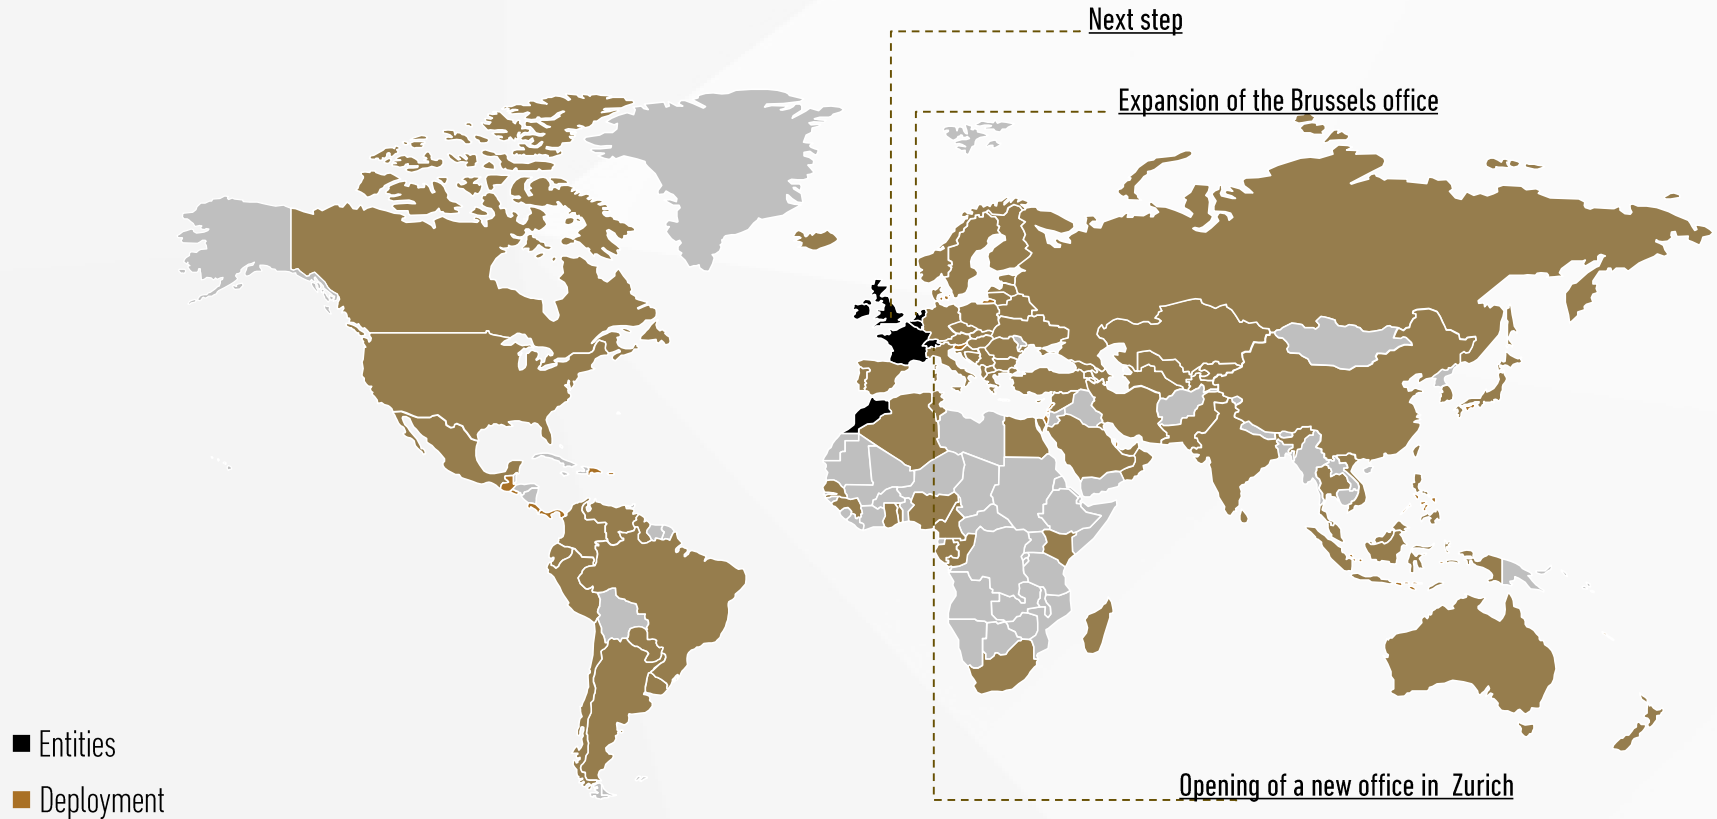 Next step
Expansion of the Brussels office
Entities
Deployment
Opening of a new office in  Zurich